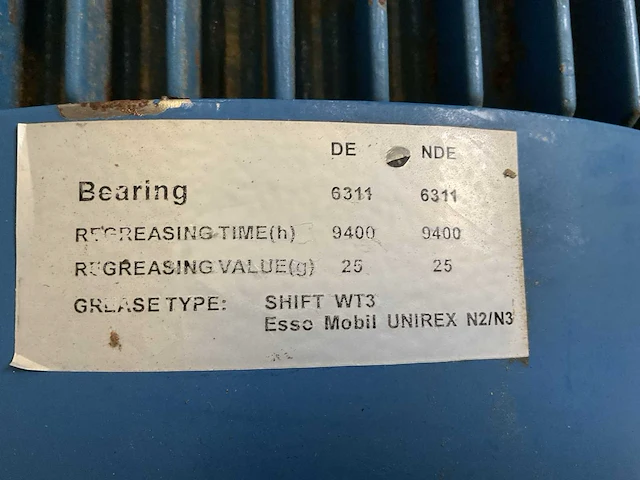 DE NDE
Bearing 6311 6311
REGREASING TIME(h) 9400 9400
REGREASING VALUE(g) 25 25
GREASE TYPE: SHIFT WT3
Esso Mobil UNIREX N2/N3